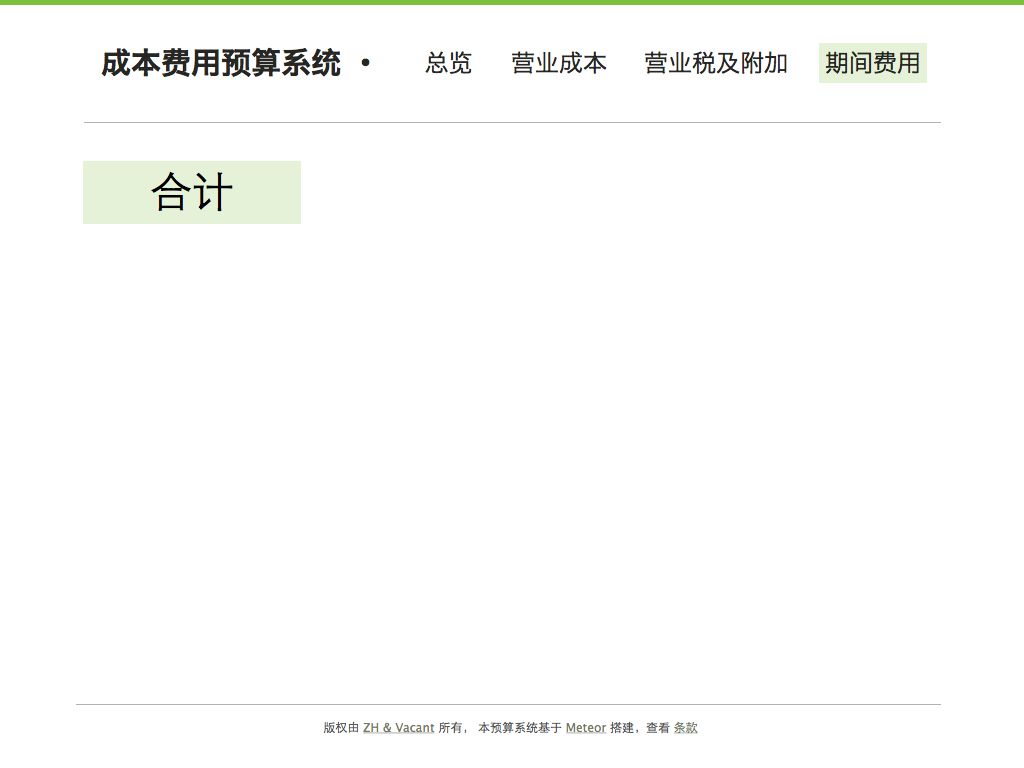 成本费用预算系统 · 总览 营业成本 营业税及附加 期间费用
合计
版权由 ZH & Vacant 所有， 本预算系统基于 Meteor 搭建，查看 条款